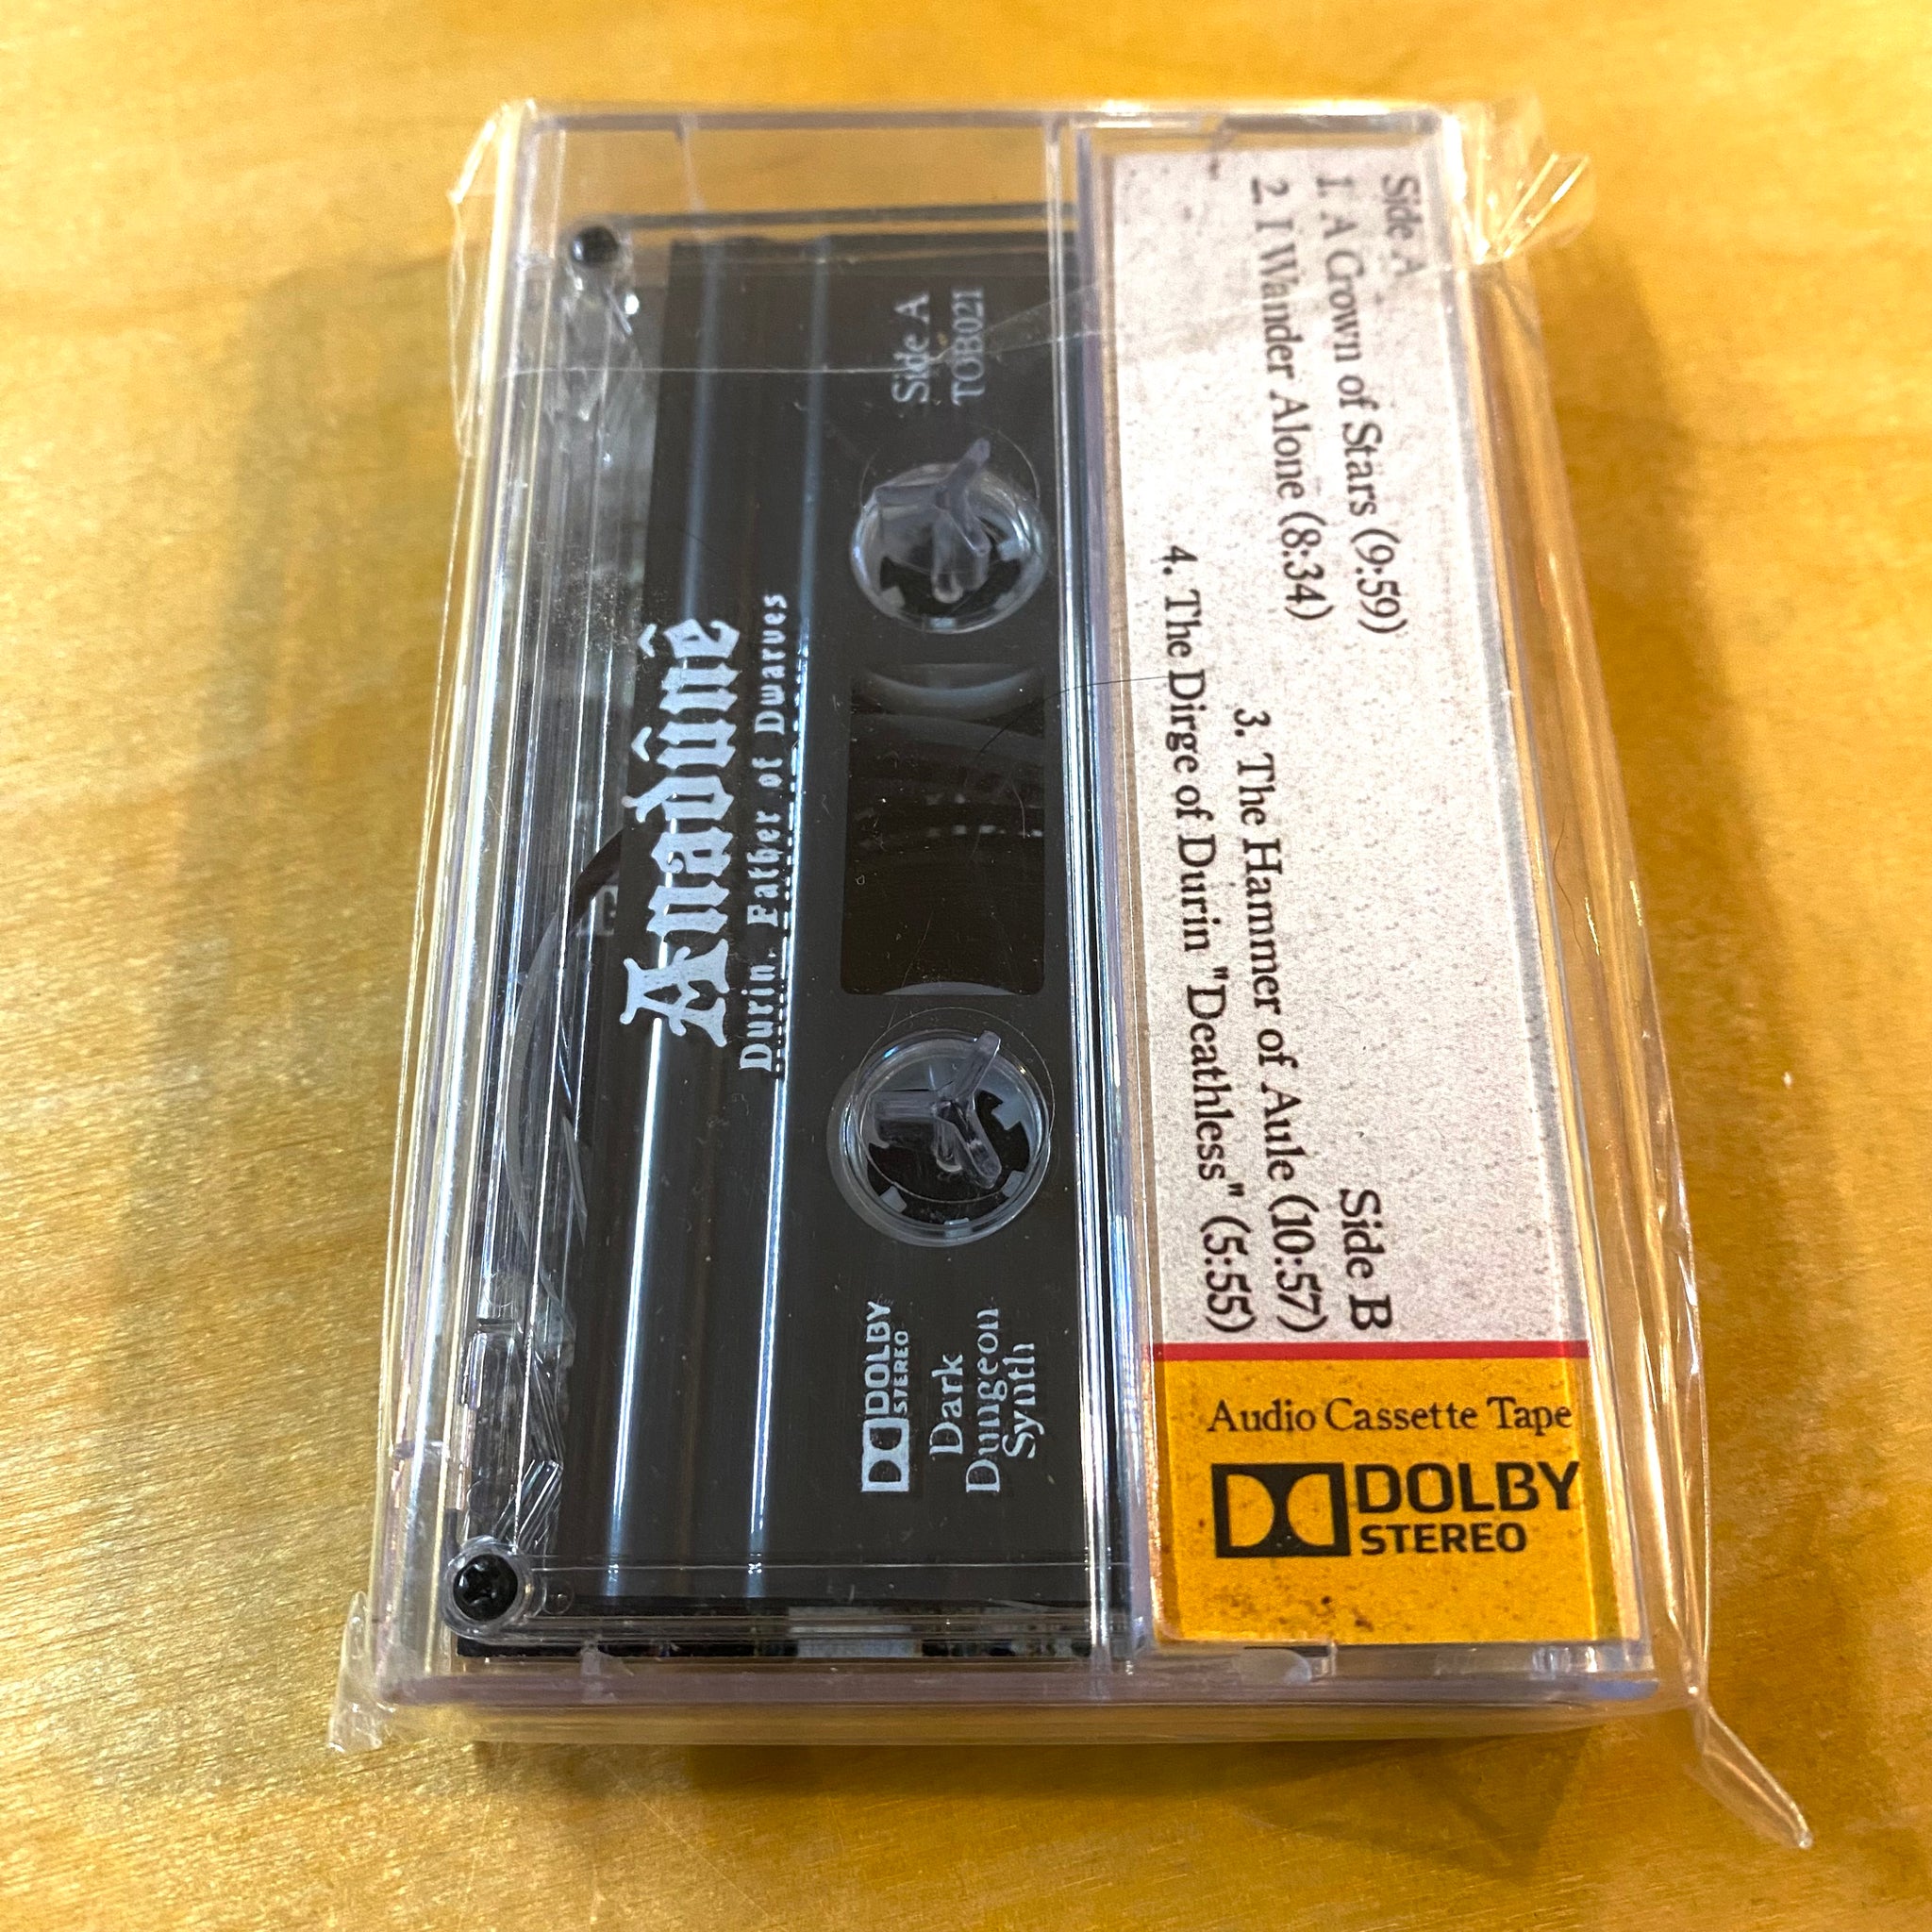 Anadûnê
Durin, Father of Dwarves
Side A
TOB021
DOLBY
STEREO
Dark
Dungeon
Synth
Side A
1. A Crown of Stars (9:59)
2. I Wander Alone (8:34)
Side B
3. The Hammer of Aule (10:57)
4. The Dirge of Durin "Deathless" (5:55)
Audio Cassette Tape
DOLBY
STEREO